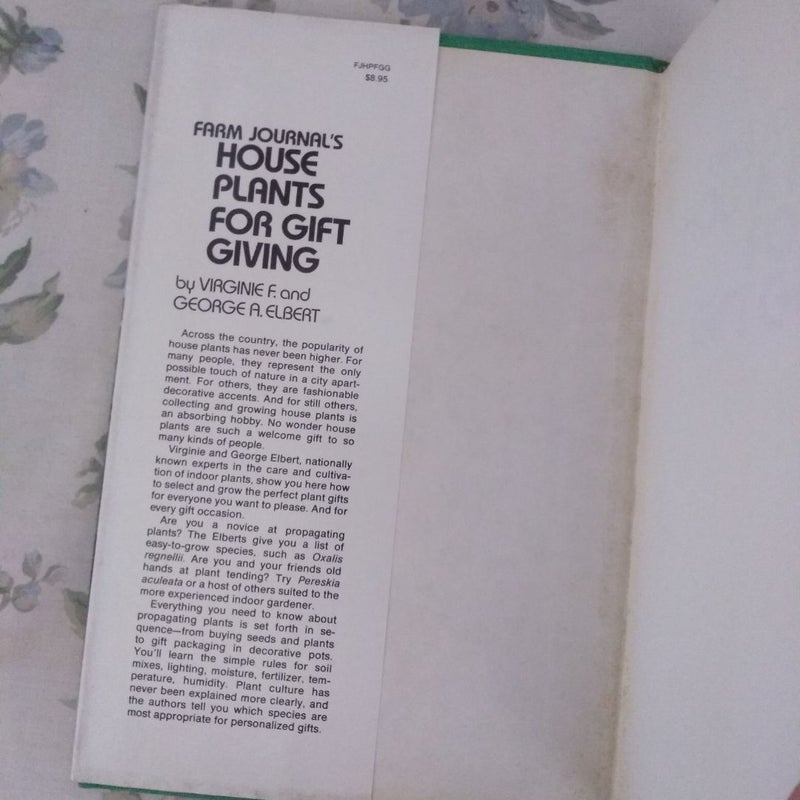 FJHPFGG
$8.95
FARM JOURNAL'S
HOUSE
PLANTS
FOR GIFT
GIVING
by VIRGINIE F. and
GEORGE A. ELBERT
Across the country, the popularity of
house plants has never been higher. For
many people, they represent the only
possible touch of nature in a city apart-
ment. For others, they are fashionable
decorative accents. And for still others,
collecting and growing house plants is
an absorbing hobby. No wonder house
plants are such a welcome gift to so
many kinds of people.
Virginie and George Elbert, nationally
known experts in the care and cultiva-
tion of indoor plants, show you here how
to select and grow the perfect plant gifts
for everyone you want to please. And for
every gift occasion.
Are you a novice at propagating
plants? The Elberts give you a list of
easy-to-grow species, such as Oxalis
regnellii. Are you and your friends old
hands at plant tending? Try Pereskia
aculeata or a host of others suited to the
more experienced indoor gardener.
Everything you need to know about
propagating plants is set forth in se-
quence—from buying seeds and plants
to gift packaging in decorative pots.
You'll learn the simple rules for soil
mixes, lighting, moisture, fertilizer, tem-
perature, humidity. Plant culture has
never been explained more clearly, and
the authors tell you which species are
most appropriate for personalized gifts.